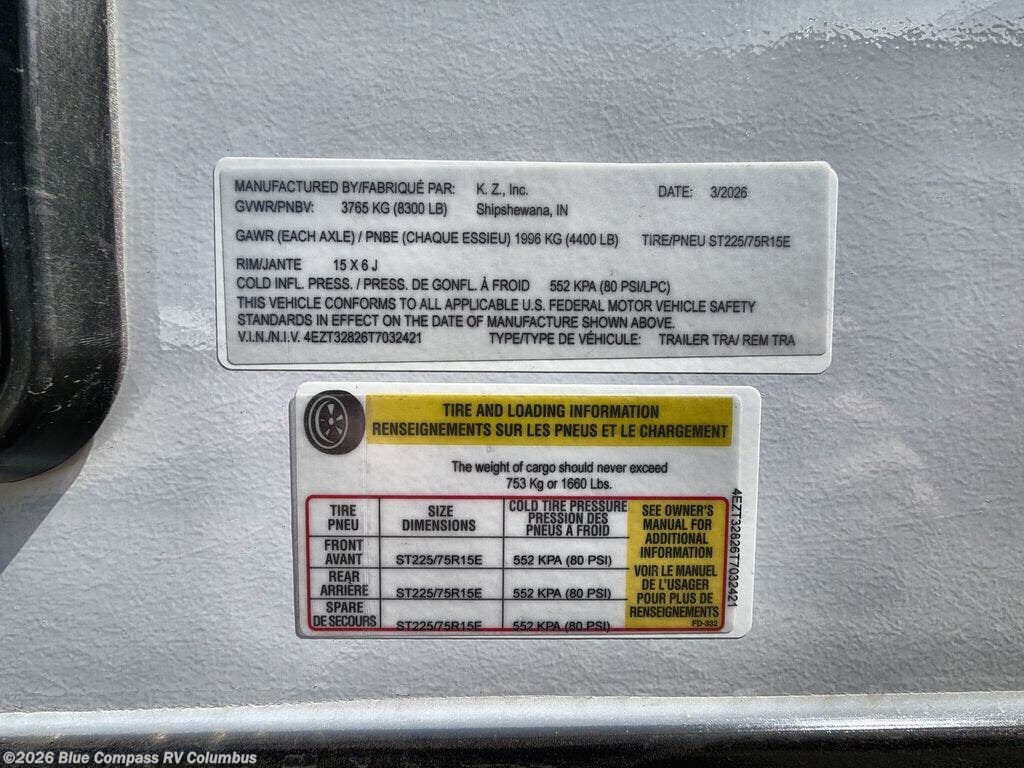 MANUFACTURED BY/FABRIQUÉ PAR: K. Z., Inc. DATE: 3/2026
GVWR/PNBV: 3765 KG (8300 LB) Shipshewana, IN
GAWR (EACH AXLE) / PNBE (CHAQUE ESSIEU) 1996 KG (4400 LB) TIRE/PNEU ST225/75R15E
RIM/JANTE 15 X 6 J
COLD INFL. PRESS. / PRESS. DE GONFL. À FROID 552 KPA (80 PSI/LPC)
THIS VEHICLE CONFORMS TO ALL APPLICABLE U.S. FEDERAL MOTOR VEHICLE SAFETY
STANDARDS IN EFFECT ON THE DATE OF MANUFACTURE SHOWN ABOVE.
V.I.N./N.I.V. 4EZT32826T7032421 TYPE/TYPE DE VÉHICULE: TRAILER TRA/ REM TRA
TIRE AND LOADING INFORMATION
RENSEIGNEMENTS SUR LES PNEUS ET LE CHARGEMENT
The weight of cargo should never exceed
753 Kg or 1660 Lbs.
TIRE
PNEU
SIZE
DIMENSIONS
COLD TIRE PRESSURE
PRESSION DES
PNEUS A FROID
FRONT
AVANT
ST225/75R15E
552 KPA (80 PSI)
REAR
ARRIÈRE
ST225/75R15E
552 KPA (80 PSI)
SPARE
DE SECOURS
ST225/75R15E
552 KPA (80 PSI)
SEE OWNER'S
MANUAL FOR
ADDITIONAL
INFORMATION
VOIR LE MANUEL
DE L'USAGER
POUR PLUS DE
RENSEIGNEMENTS
FD-332
4EZT32826T7032421
©2026 Blue Compass RV Columbus